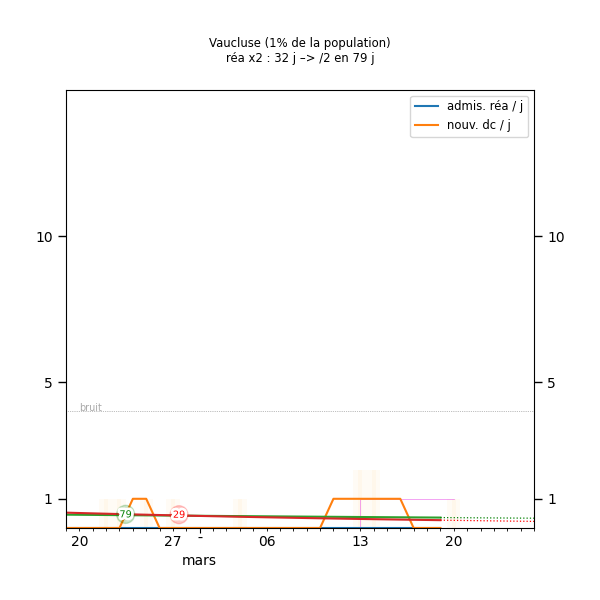 Vaucluse (1% de la population)
réa x2 : 32 j –> /2 en 79 j
admis. réa / j
nouv. dc / j
10 10
5 5
bruit
1 1
79 29
20 27 - 06 13 20
mars